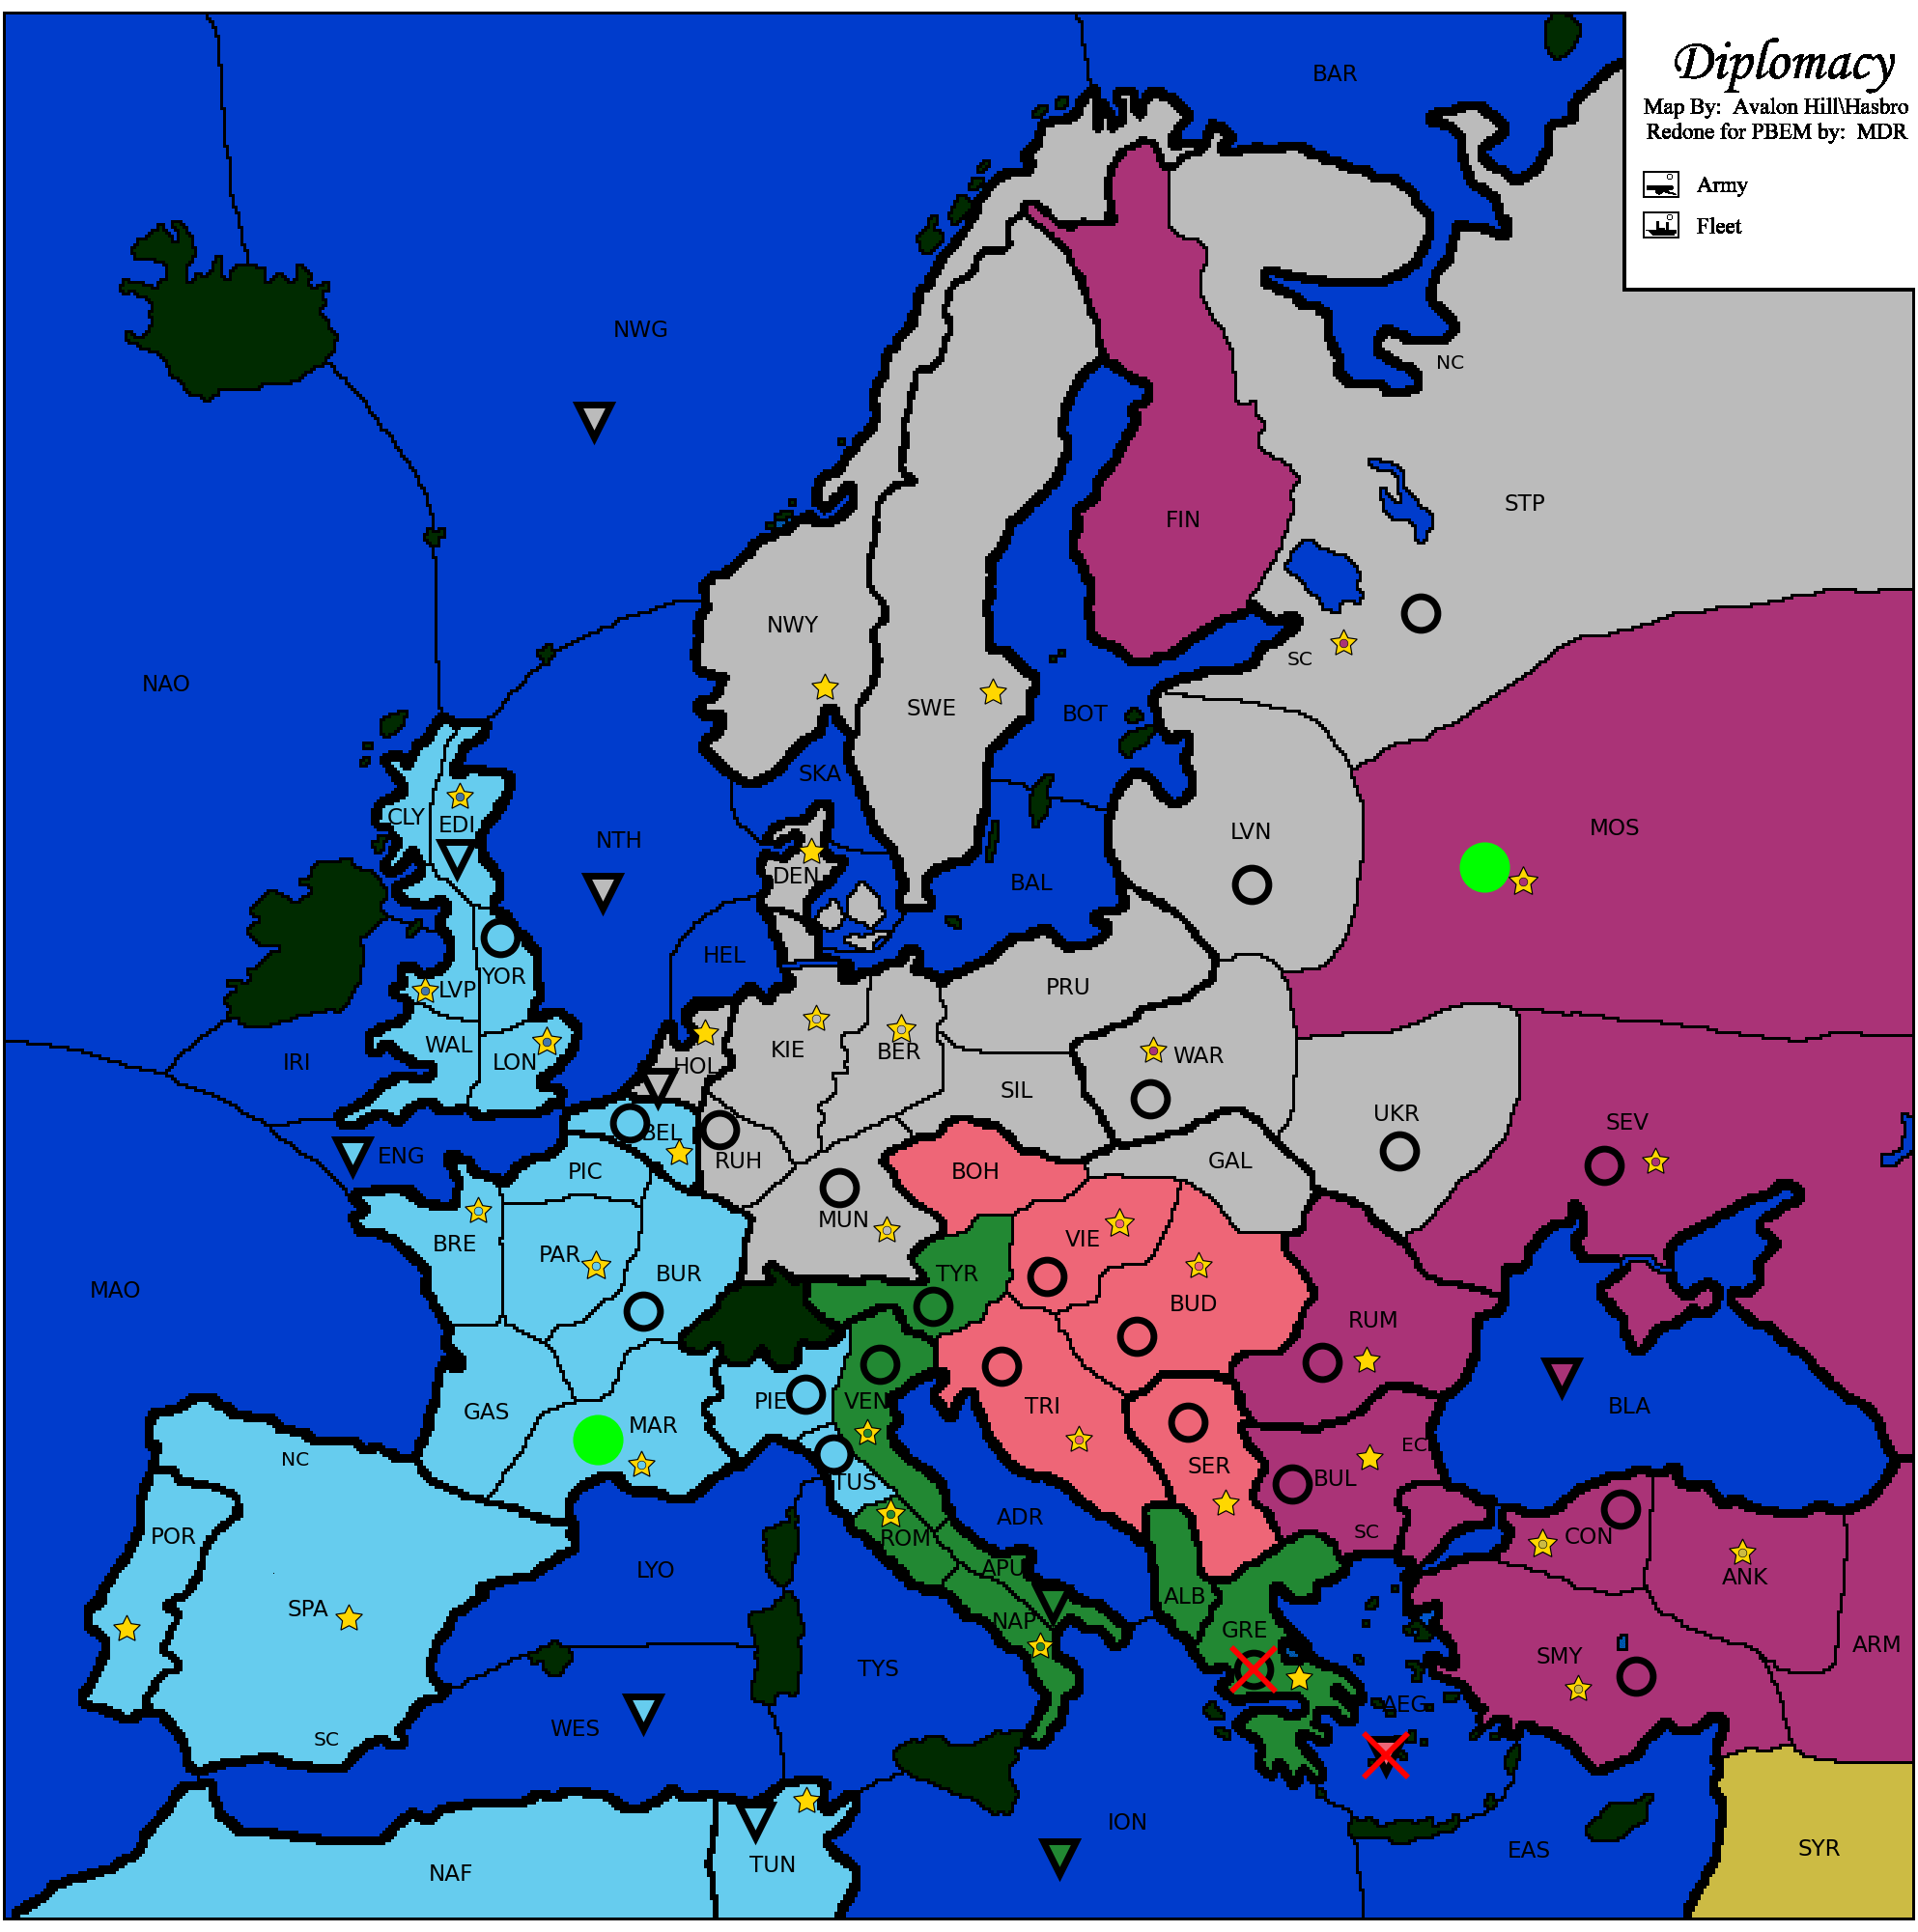 BAR
Diplomacy
Map By: Avalon Hill\Hasbro
Redone for PBEM by: MDR
Army
Fleet
NWG
NC
STP
FIN
NWY
SC
NAO
SWE
BOT
SKA
CLY
EDI
NTH
LVN
MOS
DEN
BAL
HEL
YOR
LVP
PRU
WAL
LON
IRI
KIE
BER
HOL
WAR
SIL
UKR
SEV
BEL
ENG
PIC
RUH
BOH
GAL
MUN
BRE
PAR
BUR
TYR
VIE
BUD
MAO
RUM
GAS
MAR
PIE
VEN
TRI
BLA
NC
TUS
SER
BUL
EC
POR
ROM
ADR
SC
CON
ANK
LYO
APU
ALB
SPA
NAP
GRE
SMY
ARM
TYS
AEG
WES
SC
ION
EAS
SYR
NAF
TUN